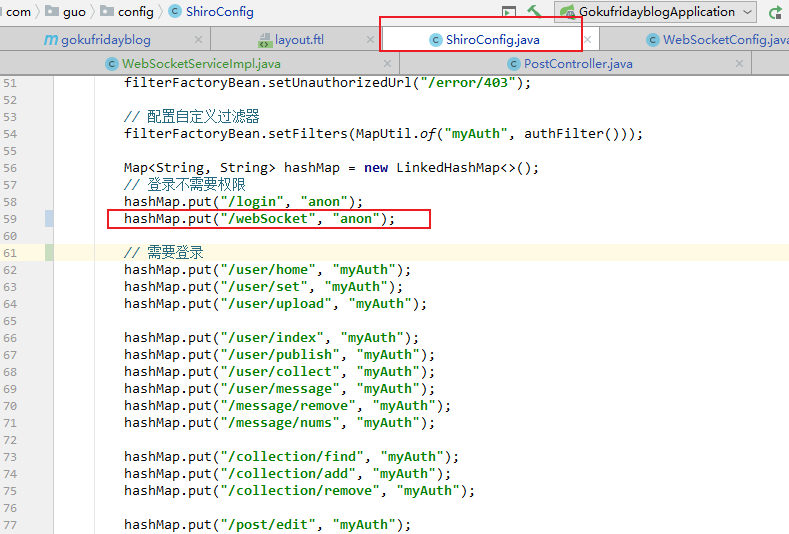 com guo config ShiroConfig GokufridayblogApplication
gokufridayblog layout.ftl ShiroConfig.java WebSocketConfig.java
WebSocketServiceImpl.java PostController.java
51 filterFactoryBean.setUnauthorizedUrl("/error/403");
52
53 // 配置自定义过滤器
54 filterFactoryBean.setFilters(MapUtil.of("myAuth", authFilter()));
55
56 Map<String, String> hashMap = new LinkedHashMap<>();
57 // 登录不需要权限
58 hashMap.put("/login", "anon");
59 hashMap.put("/webSocket", "anon");
60
61 // 需要登录
62 hashMap.put("/user/home", "myAuth");
63 hashMap.put("/user/set", "myAuth");
64 hashMap.put("/user/upload", "myAuth");
65
66 hashMap.put("/user/index", "myAuth");
67 hashMap.put("/user/publish", "myAuth");
68 hashMap.put("/user/collect", "myAuth");
69 hashMap.put("/user/message", "myAuth");
70 hashMap.put("/message/remove", "myAuth");
71 hashMap.put("/message/nums", "myAuth");
72
73 hashMap.put("/collection/find", "myAuth");
74 hashMap.put("/collection/add", "myAuth");
75 hashMap.put("/collection/remove", "myAuth");
76
77 hashMap.put("/post/edit", "myAuth");